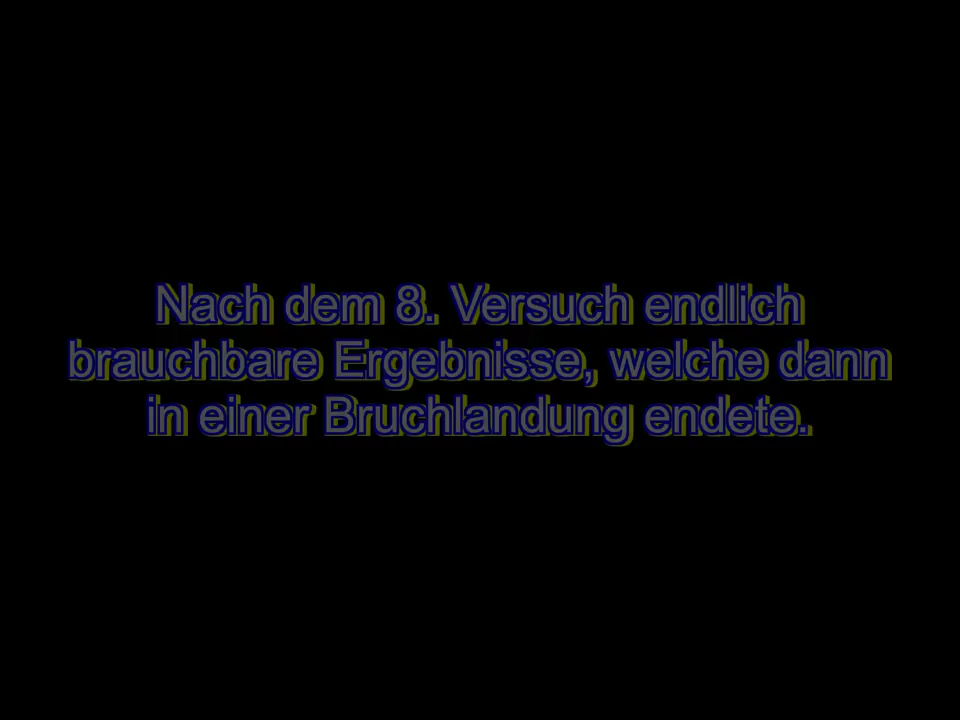 Nach dem 8. Versuch endlich
brauchbare Ergebnisse, welche dann
in einer Bruchlandung endete.